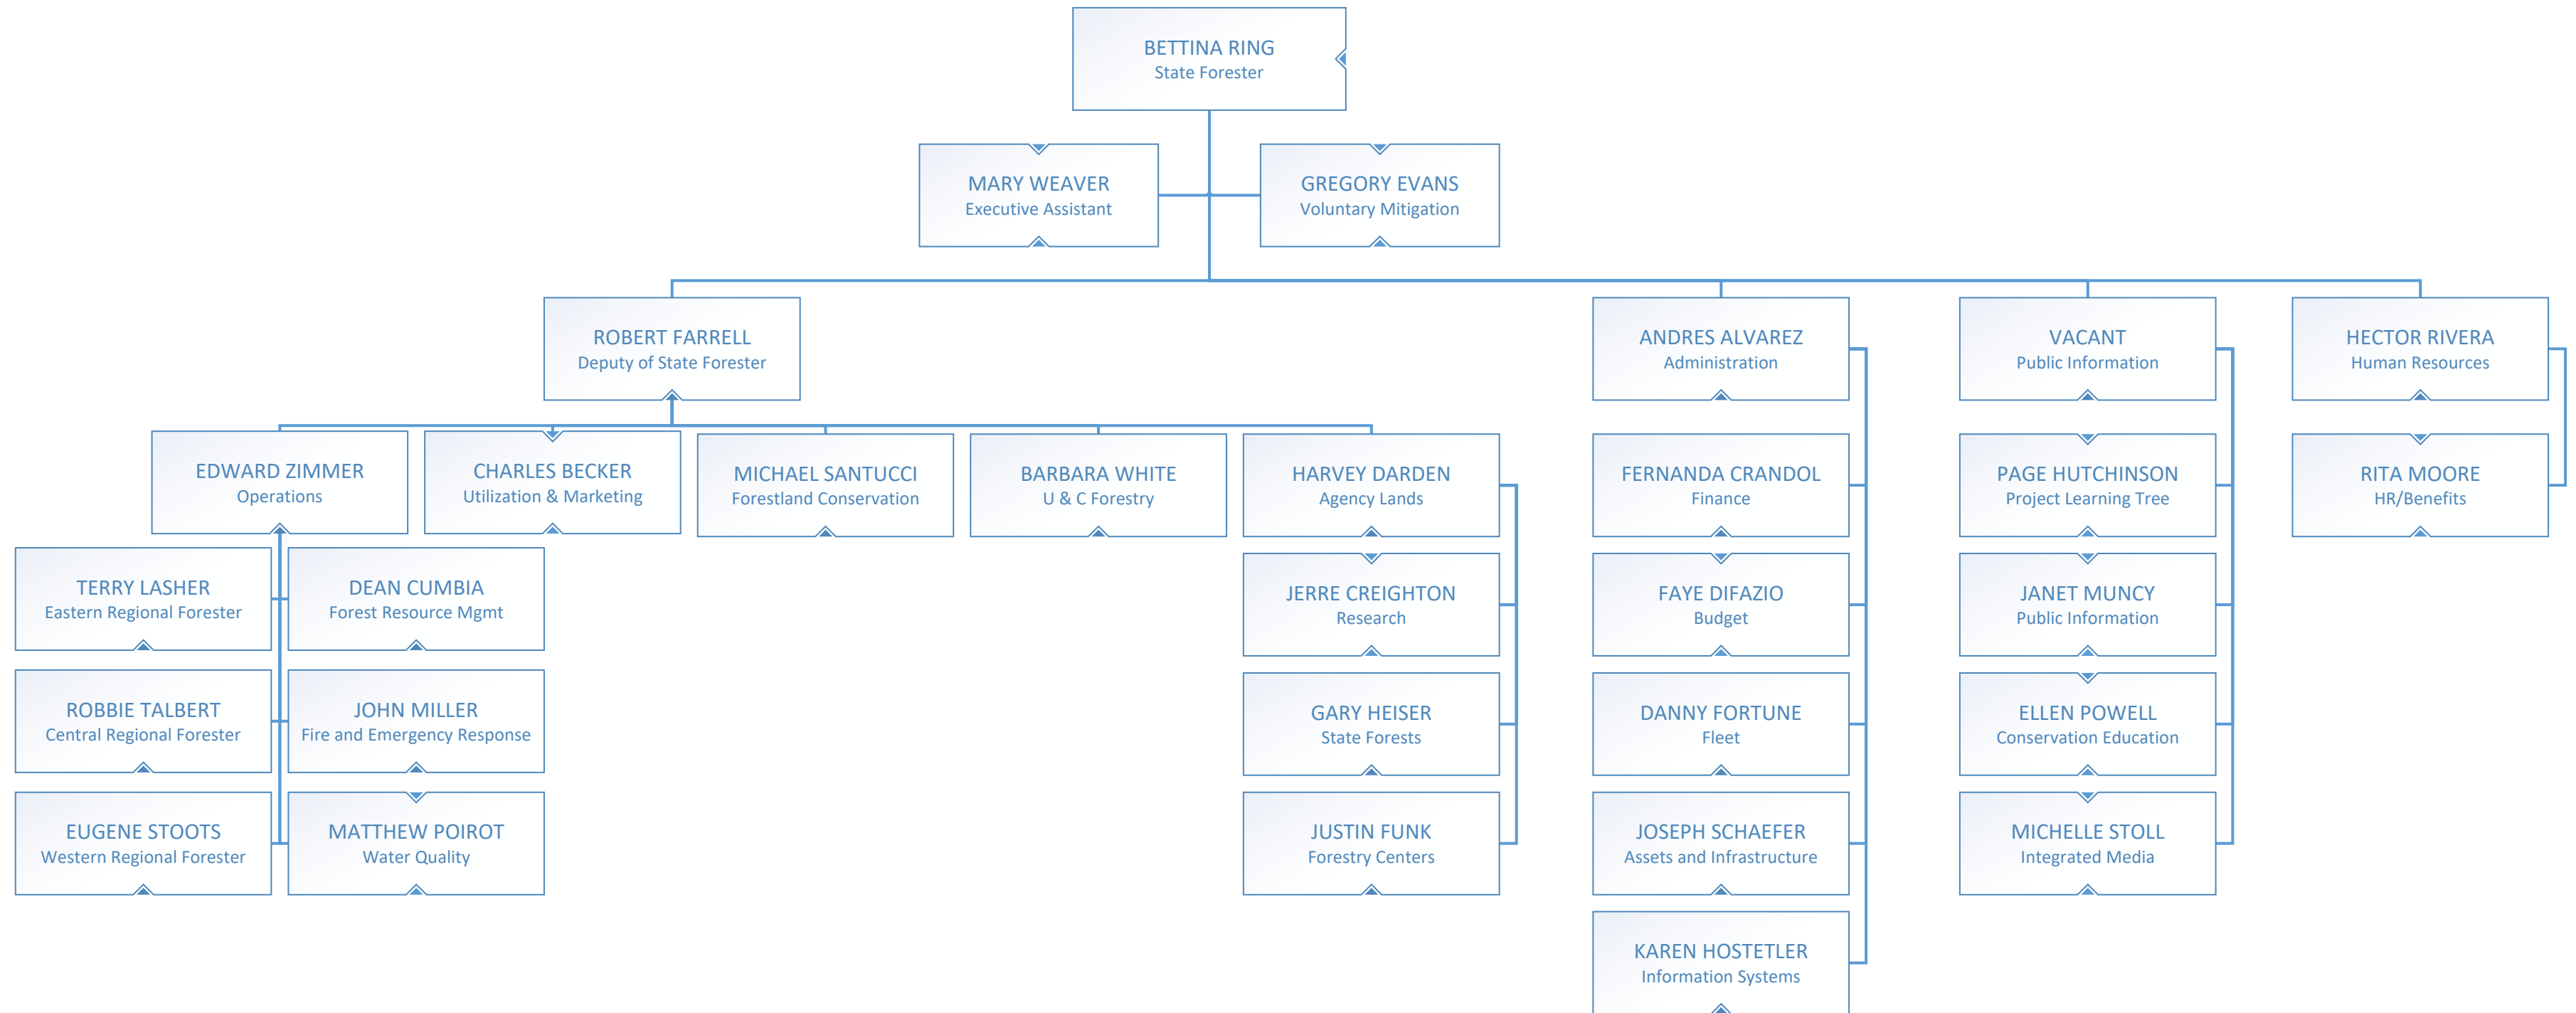 BETTINA RING
State Forester
MARY WEAVER
Executive Assistant
GREGORY EVANS
Voluntary Mitigation
ROBERT FARRELL
Deputy of State Forester
ANDRES ALVAREZ
Administration
VACANT
Public Information
HECTOR RIVERA
Human Resources
EDWARD ZIMMER
Operations
CHARLES BECKER
Utilization & Marketing
MICHAEL SANTUCCI
Forestland Conservation
BARBARA WHITE
U & C Forestry
HARVEY DARDEN
Agency Lands
FERNANDA CRANDOL
Finance
PAGE HUTCHINSON
Project Learning Tree
RITA MOORE
HR/Benefits
TERRY LASHER
Eastern Regional Forester
DEAN CUMBIA
Forest Resource Mgmt
JERRE CREIGHTON
Research
FAYE DIFAZIO
Budget
JANET MUNCY
Public Information
ROBBIE TALBERT
Central Regional Forester
JOHN MILLER
Fire and Emergency Response
GARY HEISER
State Forests
DANNY FORTUNE
Fleet
ELLEN POWELL
Conservation Education
EUGENE STOOTS
Western Regional Forester
MATTHEW POIROT
Water Quality
JUSTIN FUNK
Forestry Centers
JOSEPH SCHAEFER
Assets and Infrastructure
MICHELLE STOLL
Integrated Media
KAREN HOSTETLER
Information Systems